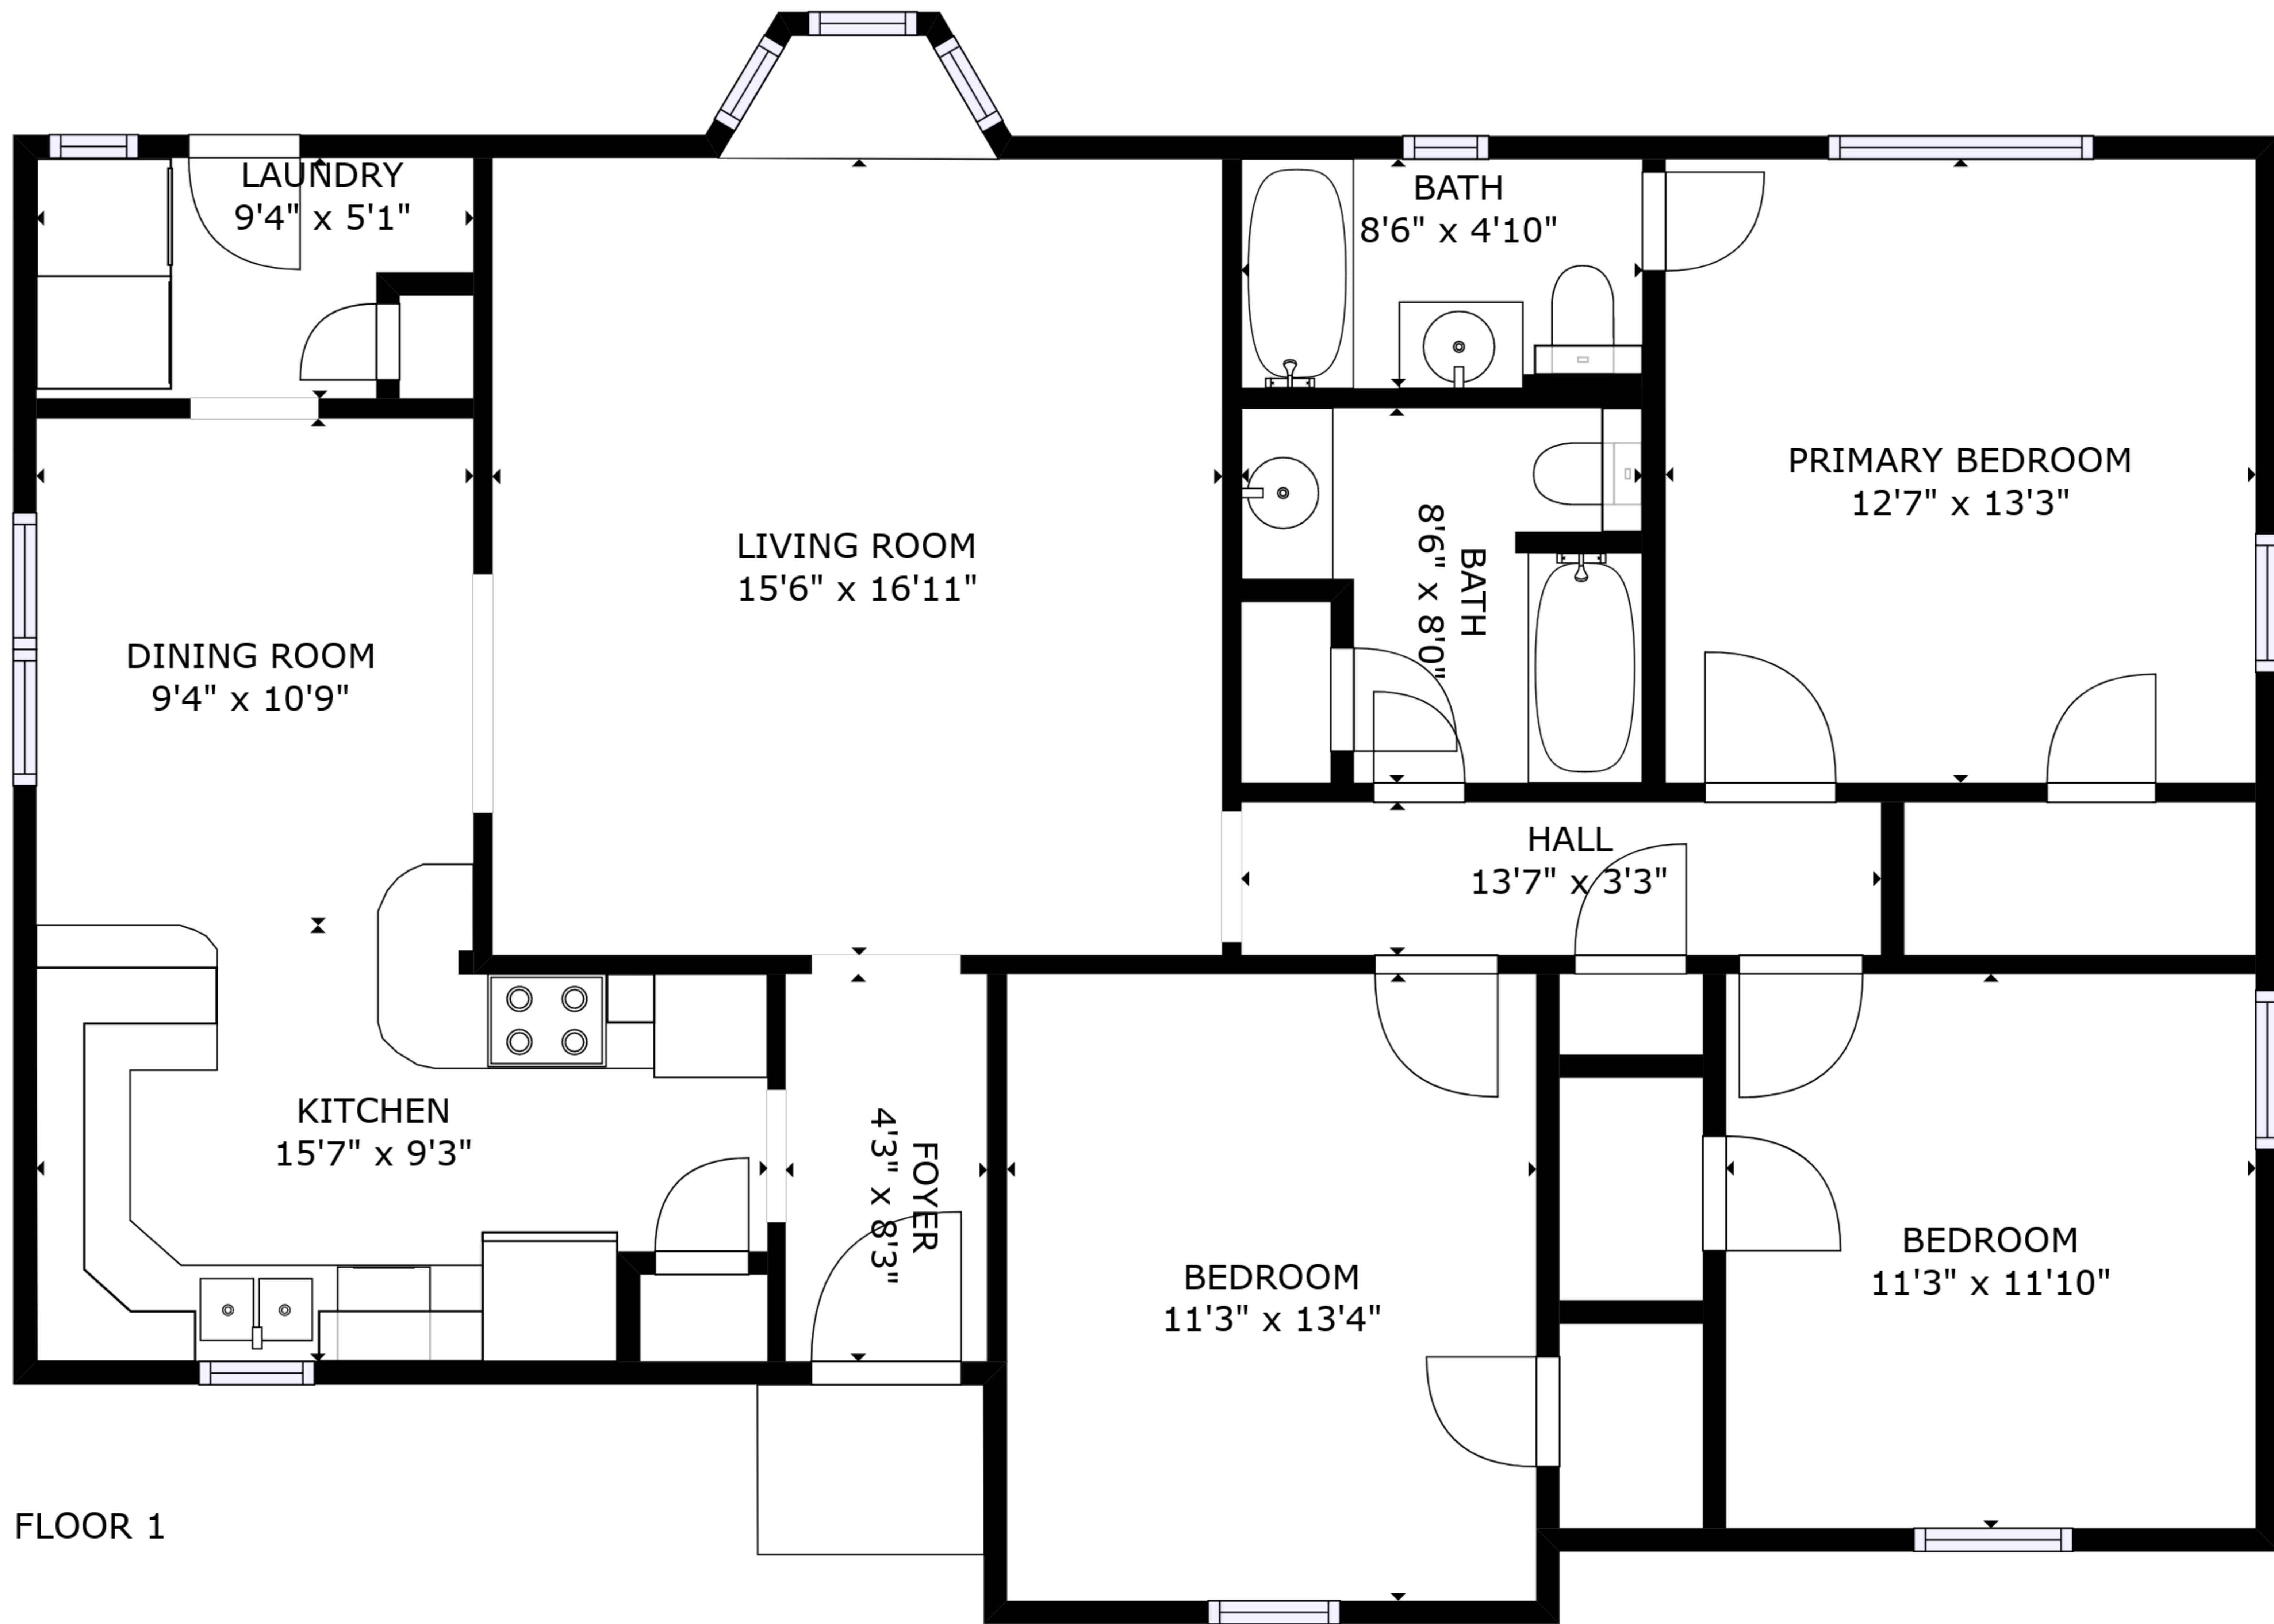 LAUNDRY
9'4" x 5'1"
BATH
8'6" x 4'10"
PRIMARY BEDROOM
12'7" x 13'3"
LIVING ROOM
15'6" x 16'11"
BATH
8'6" x 8'0"
DINING ROOM
9'4" x 10'9"
HALL
13'7" x 3'3"
KITCHEN
15'7" x 9'3"
FOYER
4'3" x 8'3"
BEDROOM
11'3" x 13'4"
BEDROOM
11'3" x 11'10"
FLOOR 1